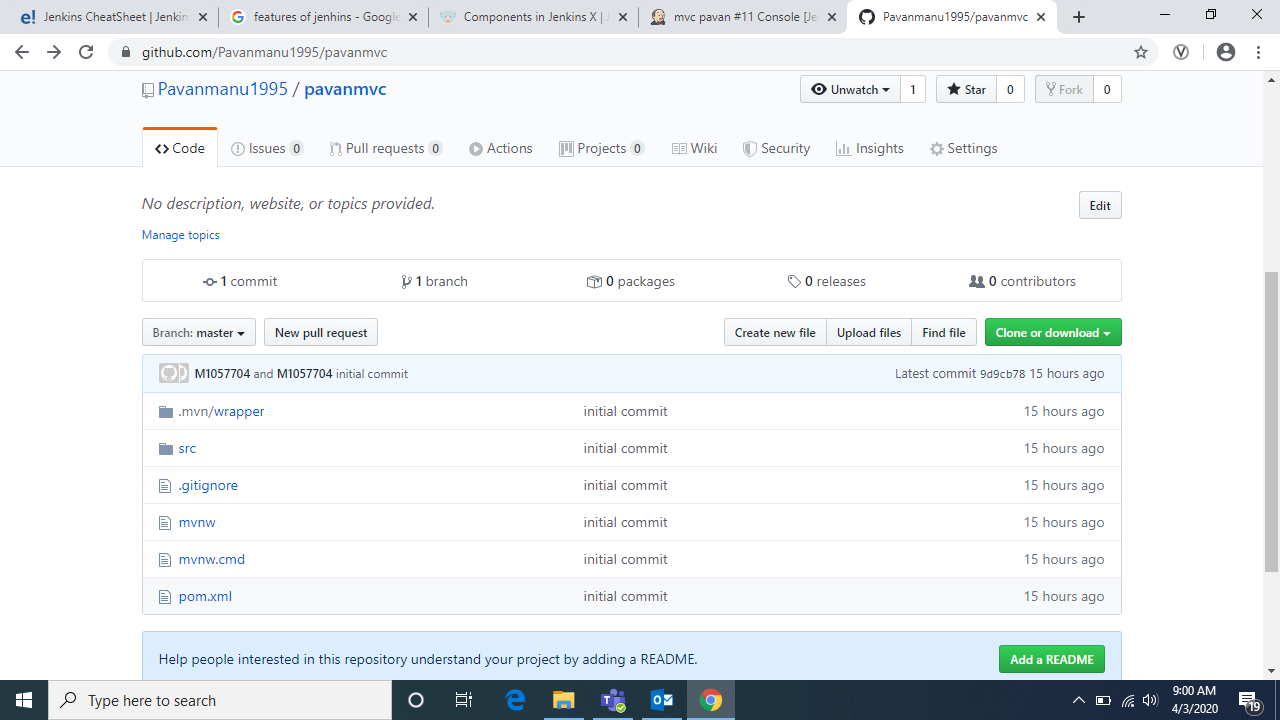 Jenkins CheatSheet | Jenkin
features of jenhins - Google
Components in Jenkins X | J
mvc pavan #11 Console [Je
Pavanmanu1995/pavanmvc
github.com/Pavanmanu1995/pavanmvc
Pavanmanu1995 / pavanmvc
Unwatch 1
Star 0
Fork 0
Code
Issues 0
Pull requests 0
Actions
Projects 0
Wiki
Security
Insights
Settings
No description, website, or topics provided.
Edit
Manage topics
1 commit
1 branch
0 packages
0 releases
0 contributors
Branch: master
New pull request
Create new file
Upload files
Find file
Clone or download
M1057704 and M1057704 initial commit
Latest commit 9d9cb78 15 hours ago
.mvn/wrapper initial commit 15 hours ago
src initial commit 15 hours ago
.gitignore initial commit 15 hours ago
mvnw initial commit 15 hours ago
mvnw.cmd initial commit 15 hours ago
pom.xml initial commit 15 hours ago
Help people interested in this repository understand your project by adding a README.
Add a README
Type here to search
9:00 AM
4/3/2020
19